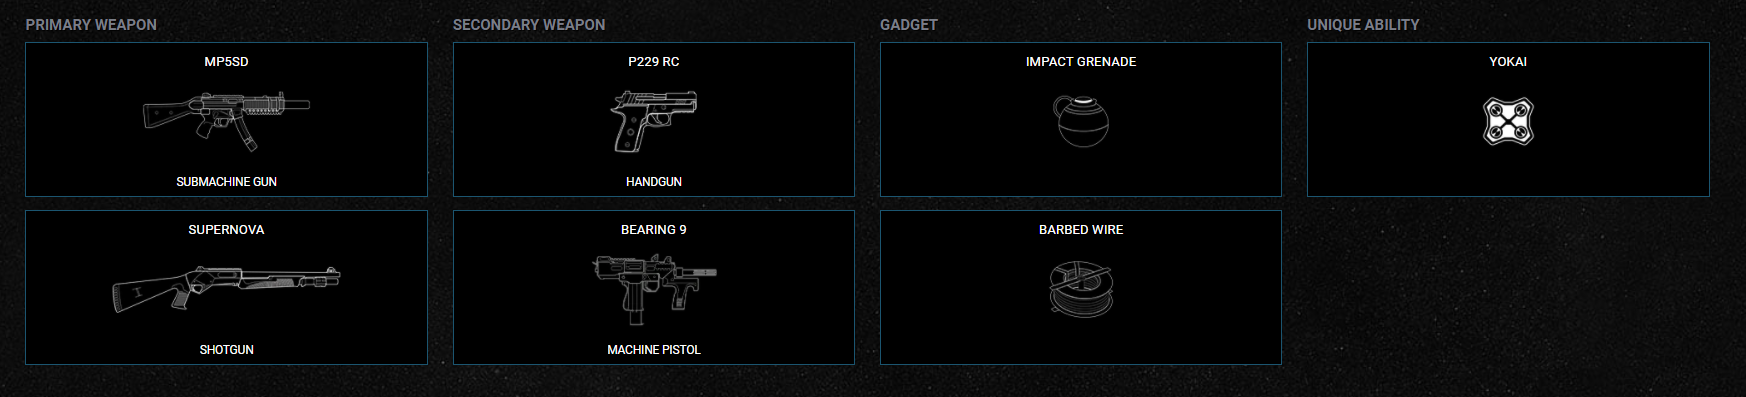 PRIMARY WEAPON
SECONDARY WEAPON
GADGET
UNIQUE ABILITY
MP5SD
P229 RC
IMPACT GRENADE
YOKAI
SUBMACHINE GUN
HANDGUN
SUPERNOVA
BEARING 9
BARBED WIRE
SHOTGUN
MACHINE PISTOL